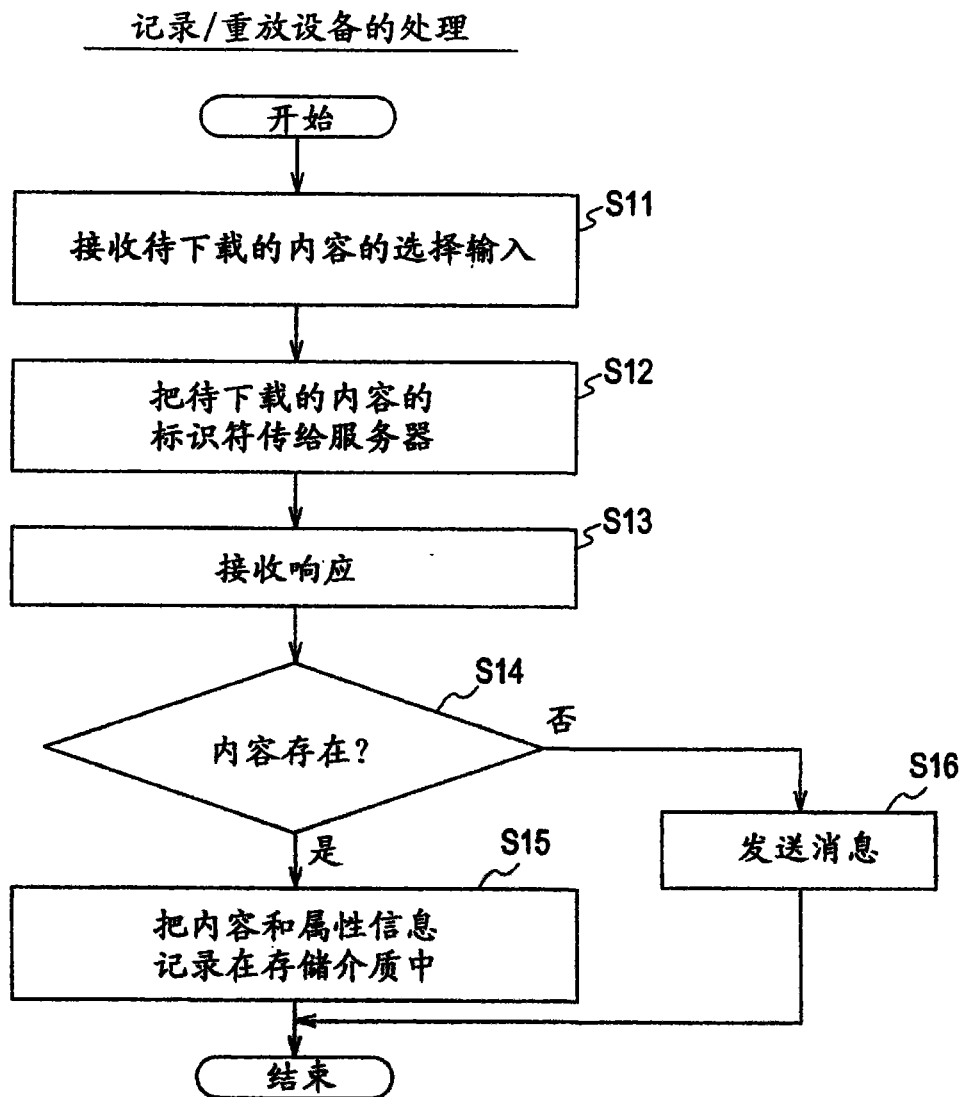 记录/重放设备的处理
开始
S11
接收待下载的内容的选择输入
S12
把待下载的内容的
标识符传给服务器
S13
接收响应
S14
内容存在?
否
是
S16
发送消息
S15
把内容和属性信息
记录在存储介质中
结束